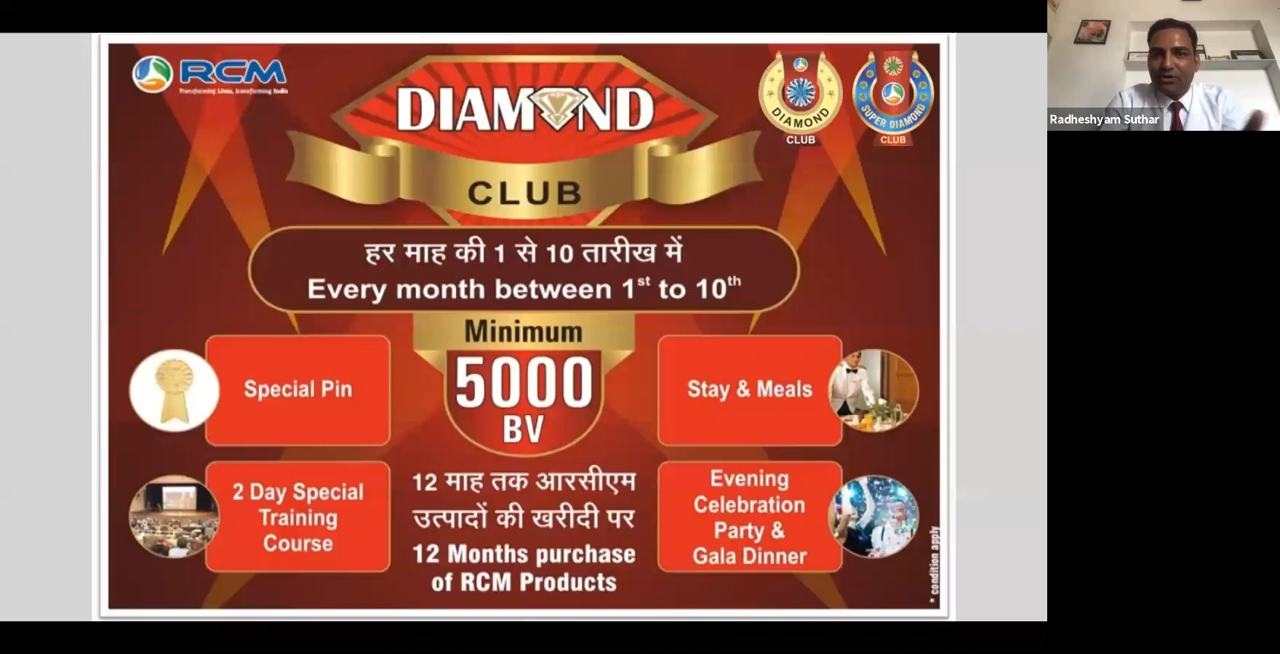 RCM
Transforming Lives, transforming India
DIAMOND
CLUB
DIAMOND
CLUB
SUPER DIAMOND
CLUB
Radheshyam Suthar
हर माह की 1 से 10 तारीख में
Every month between 1st to 10th
Minimum
5000
BV
Special Pin
Stay & Meals
2 Day Special
Training
Course
12 माह तक आरसीएम
उत्पादों की खरीदी पर
12 Months purchase
of RCM Products
Evening
Celebration
Party &
Gala Dinner
* condition apply